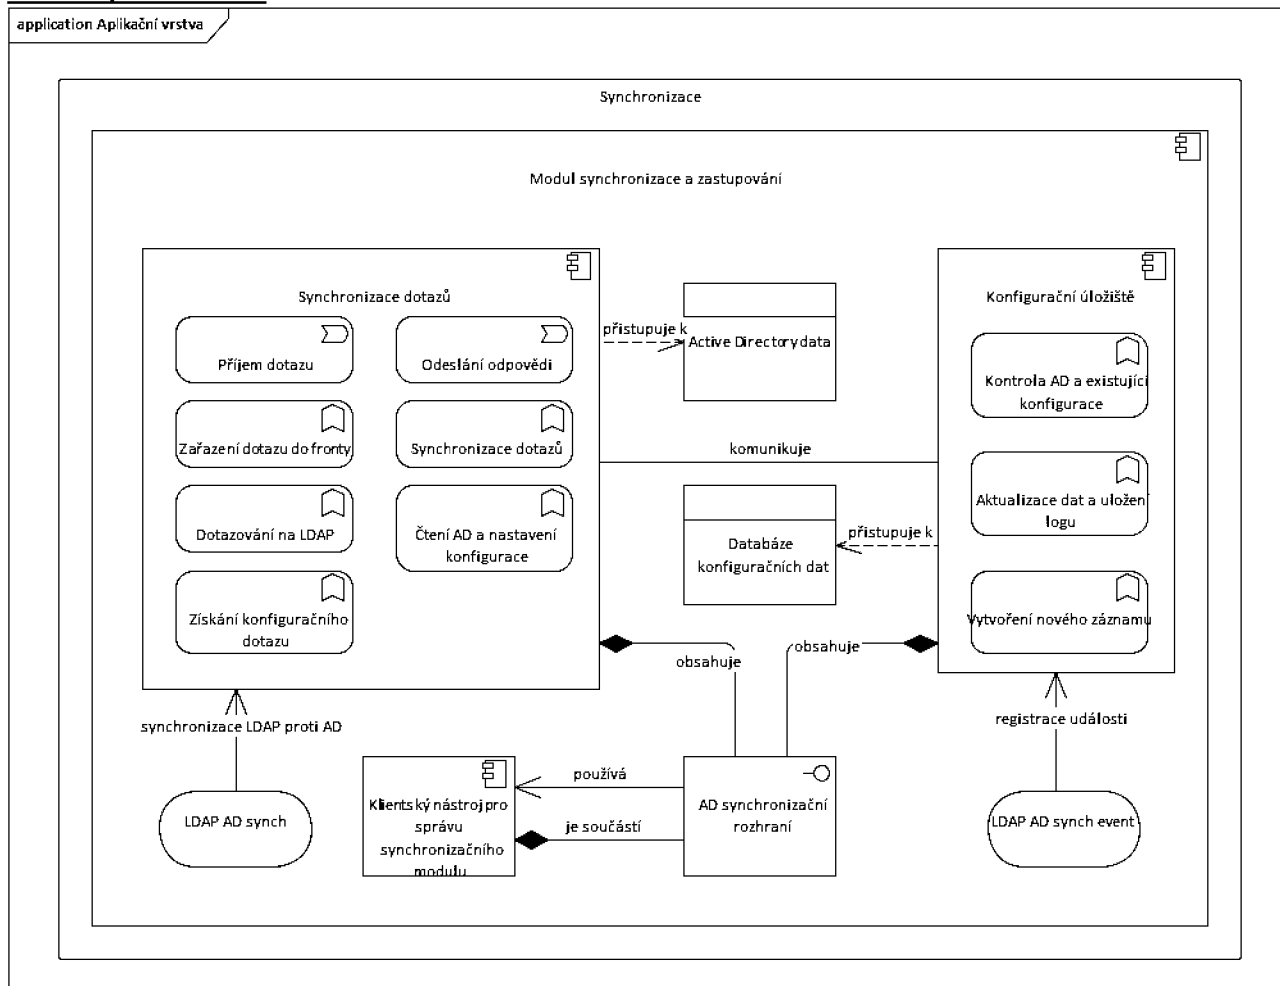 application Aplikační vrstva
Synchronizace
Modul synchronizace a zastupování
Synchronizace dotazů
Příjem dotazu
Odeslání odpovědi
Zařazení dotazu do fronty
Synchronizace dotazů
Dotazování na LDAP
Čtení AD a nastavení
konfigurace
Získání konfiguračního
dotazu
přistupuje k
Active Directory data
komunikuje
Databáze
konfiguračních dat
přistupuje k
Konfigurační úložiště
Kontrola AD a existující
konfigurace
Aktualizace dat a uložení
logu
Vytvoření nového záznamu
obsahuje
obsahuje
synchronizace LDAP proti AD
registrace události
LDAP AD synch
Klientský nástroj pro
správu
synchronizačního
modulu
používá
je součástí
AD synchronizační
rozhraní
LDAP AD synch event